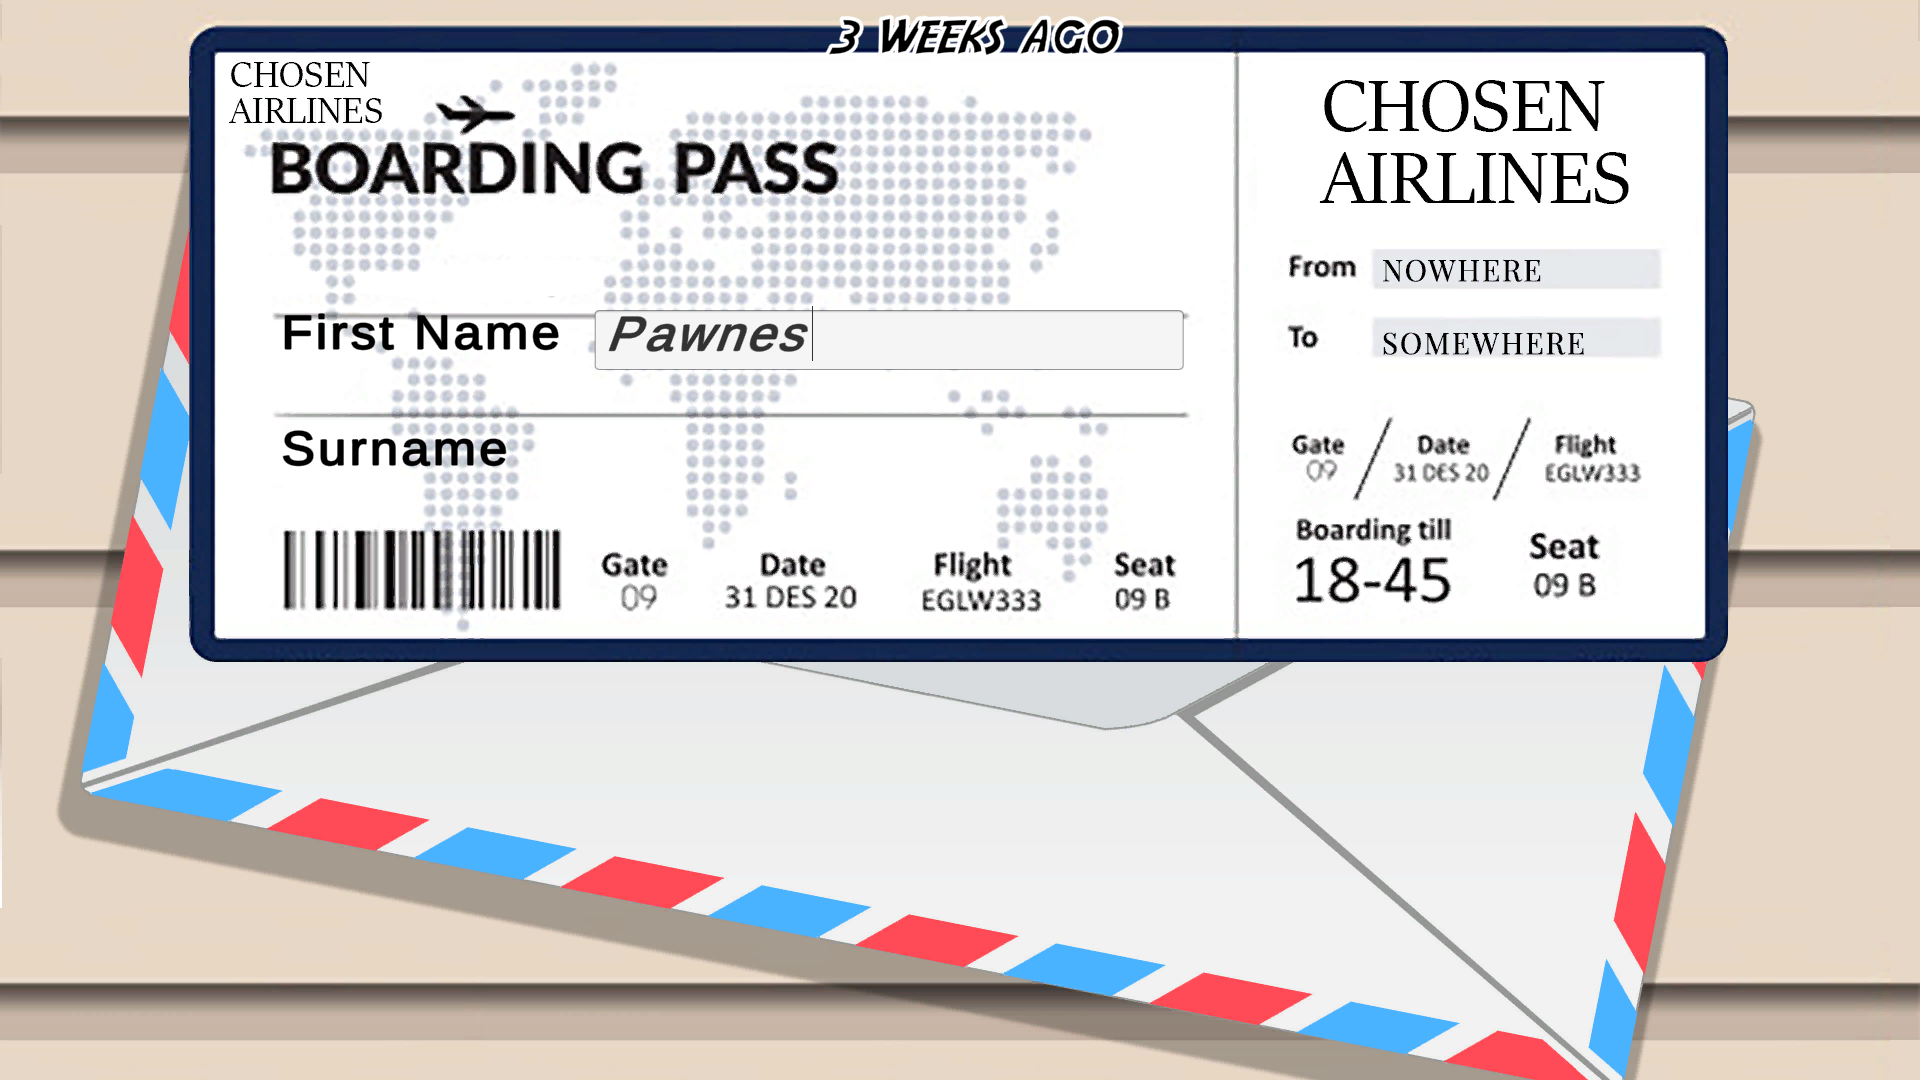 3 WEEKS AGO
CHOSEN
AIRLINES
BOARDING PASS
First Name Pawnes
Surname
Gate Date Flight Seat
09 31 DES 20 EGLW333 09 B
CHOSEN
AIRLINES
From NOWHERE
To SOMEWHERE
Gate Date Flight
09 31 DES 20 EGLW333
Boarding till Seat
18-45 09 B